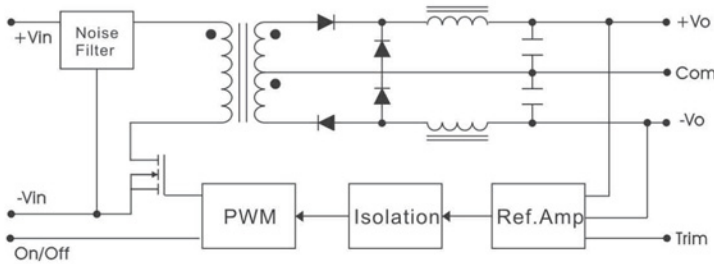 +Vin
Noise
Filter
+Vo
Com
-Vo
-Vin
PWM
Isolation
Ref.Amp
On/Off
Trim